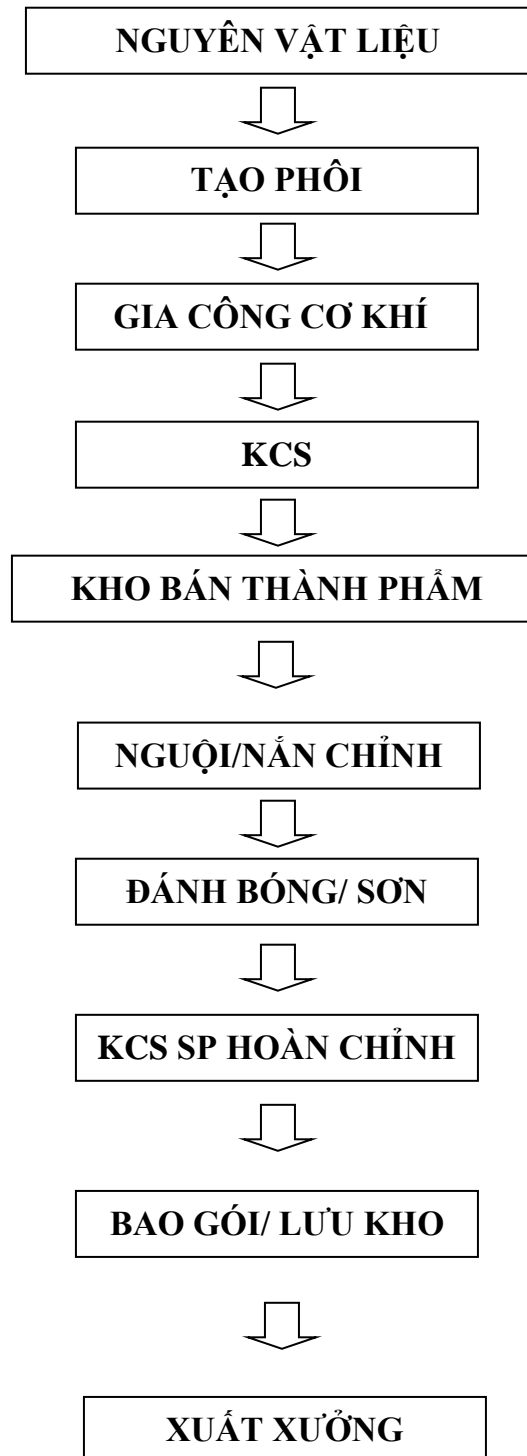 NGUYÊN VẬT LIỆU
TẠO PHÔI
GIA CÔNG CƠ KHÍ
KCS
KHO BÁN THÀNH PHẨM
NGUỘI/NẮN CHỈNH
ĐÁNH BÓNG/ SƠN
KCS SP HOÀN CHỈNH
BAO GÓI/ LƯU KHO
XUẤT XƯỞNG